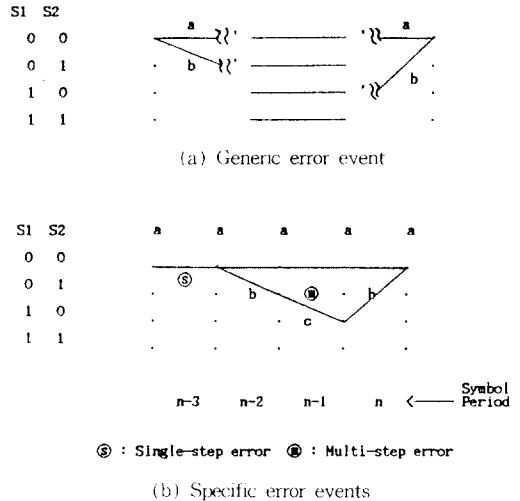 S1 S2
a a
0 0
0 1
b b
1 0
1 1
(a) Generic error event
a a a a a
S1 S2
0 0
Ⓢ
0 1
b ⓜ b
1 0
c
1 1
n-3 n-2 n-1 n <—— Symbol Period
Ⓢ : Single-step error ⓜ : Multi-step error
(b) Specific error events